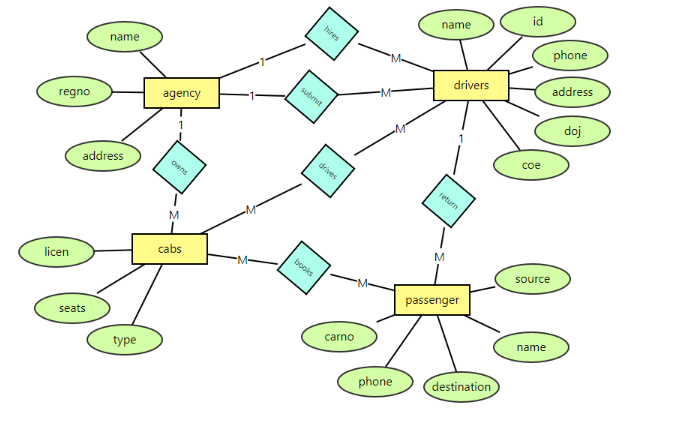 name
hires
name
id
phone
M
1
regno
agency
1
submit
M
drivers
address
doj
1
M
1
address
owns
drives
coe
return
M
M
licen
cabs
M
books
M
M
source
passenger
seats
type
carno
name
phone
destination